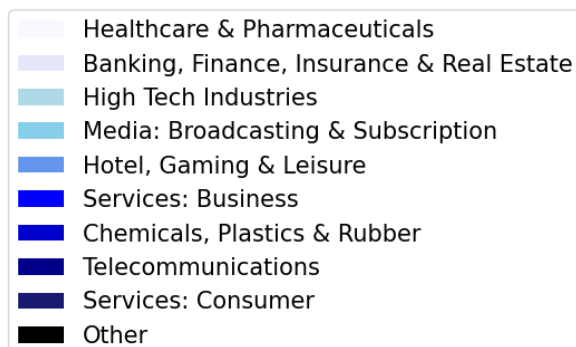 Healthcare & Pharmaceuticals
Banking, Finance, Insurance & Real Estate
High Tech Industries
Media: Broadcasting & Subscription
Hotel, Gaming & Leisure
Services: Business
Chemicals, Plastics & Rubber
Telecommunications
Services: Consumer
Other